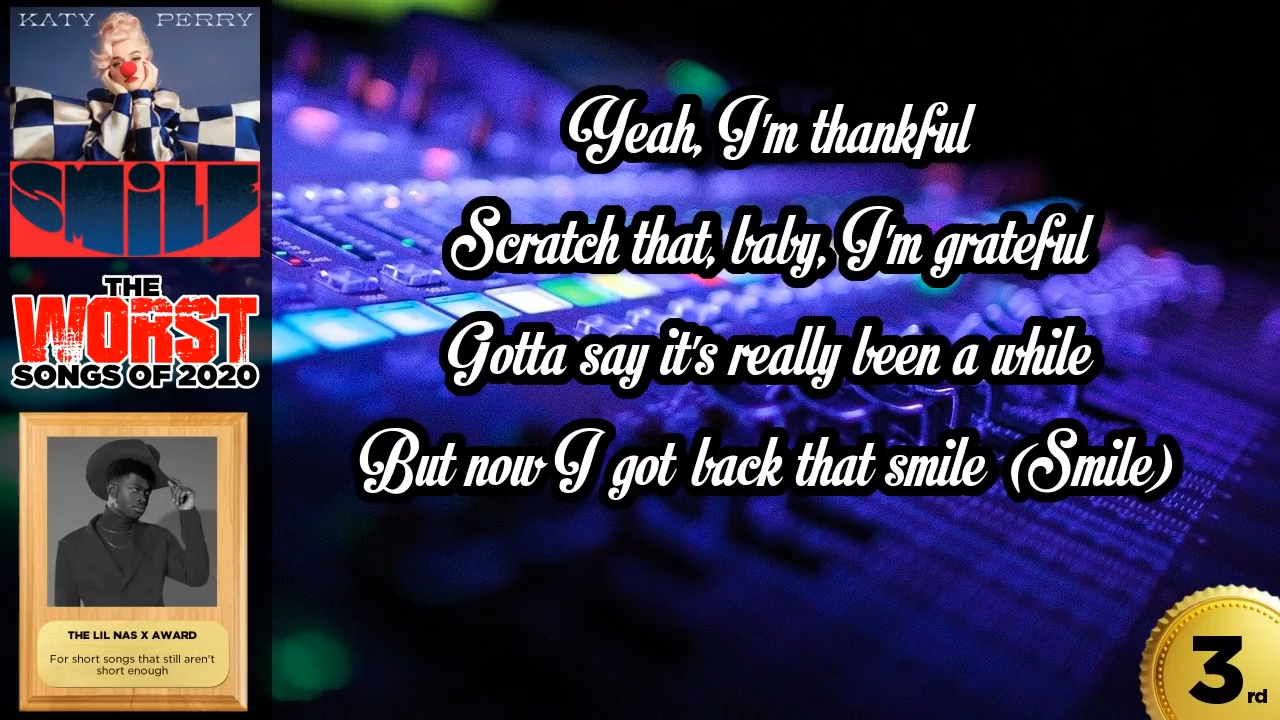 KATY PERRY
SMiLE
THE
WORST
SONGS OF 2020
THE LIL NAS X AWARD
For short songs that still aren't
short enough
Yeah, I'm thankful
Scratch that, baby, I'm grateful
Gotta say it's really been a while
But now I got back that smile (Smile)
3rd